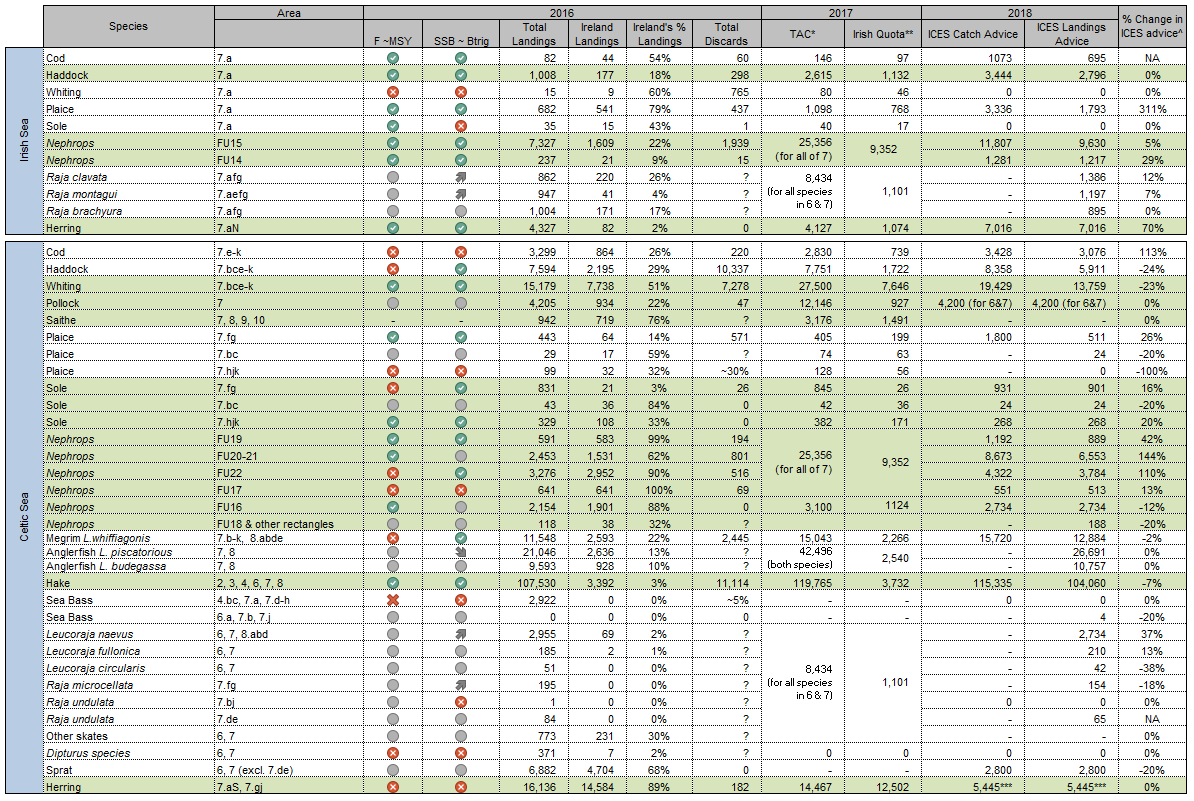 Species Area 2016 2017 2018 % Change in ICES advice^
F ~MSY SSB ~ Btrig Total Landings Ireland Landings Ireland's % Landings Total Discards TAC* Irish Quota** ICES Catch Advice ICES Landings Advice
Irish Sea
Cod 7.a 82 44 54% 60 146 97 1073 695 NA
Haddock 7.a 1,008 177 18% 298 2,615 1,132 3,444 2,796 0%
Whiting 7.a 15 9 60% 765 80 46 0 0 0%
Plaice 7.a 682 541 79% 437 1,098 768 3,336 1,793 311%
Sole 7.a 35 15 43% 1 40 17 0 0 0%
Nephrops FU15 7,327 1,609 22% 1,939 25,356 (for all of 7) 9,352 11,807 9,630 5%
Nephrops FU14 237 21 9% 15 1,281 1,217 29%
Raja clavata 7.afg 862 220 26% ? 8,434 (for all species in 6 & 7) 1,101 - 1,386 12%
Raja montagui 7.aefg 947 41 4% ? - 1,197 7%
Raja brachyura 7.afg 1,004 171 17% ? - 895 0%
Herring 7.aN 4,327 82 2% 0 4,127 1,074 7,016 7,016 70%
Celtic Sea
Cod 7.e-k 3,299 864 26% 220 2,830 739 3,428 3,076 113%
Haddock 7.bce-k 7,594 2,195 29% 10,337 7,751 1,722 8,358 5,911 -24%
Whiting 7.bce-k 15,179 7,738 51% 7,278 27,500 7,646 19,429 13,759 -23%
Pollock 7 4,205 934 22% 47 12,146 927 4,200 (for 6&7) 4,200 (for 6&7) 0%
Saithe 7, 8, 9, 10 - - 942 719 76% ? 3,176 1,491 - - 0%
Plaice 7.fg 443 64 14% 571 405 199 1,800 511 26%
Plaice 7.bc 29 17 59% ? 74 63 - 24 -20%
Plaice 7.hjk 99 32 32% ~30% 128 56 - 0 -100%
Sole 7.fg 831 21 3% 26 845 26 931 901 16%
Sole 7.bc 43 36 84% 0 42 36 24 24 -20%
Sole 7.hjk 329 108 33% 0 382 171 268 268 20%
Nephrops FU19 591 583 99% 194 25,356 (for all of 7) 9,352 1,192 889 42%
Nephrops FU20-21 2,453 1,531 62% 801 8,673 6,553 144%
Nephrops FU22 3,276 2,952 90% 516 4,322 3,784 110%
Nephrops FU17 641 641 100% 69 551 513 13%
Nephrops FU16 2,154 1,901 88% 0 3,100 1124 2,734 2,734 -12%
Nephrops FU18 & other rectangles 118 38 32% ? - 188 -20%
Megrim L.whiffiagonis 7.b-k, 8.abde 11,548 2,593 22% 2,445 15,043 2,266 15,720 12,884 -2%
Anglerfish L. piscatorious 7, 8 21,046 2,636 13% ? 42,496 (both species) 2,540 - 26,691 0%
Anglerfish L. budegassa 7, 8 9,593 928 10% ? - 10,757 0%
Hake 2, 3, 4, 6, 7, 8 107,530 3,392 3% 11,114 119,765 3,732 115,335 104,060 -7%
Sea Bass 4.bc, 7.a, 7.d-h 2,922 0 0% ~5% - - 0 0 0%
Sea Bass 6.a, 7.b, 7.j 0 0 0% 0 - - 4 -20%
Leucoraja naevus 6, 7, 8.abd 2,955 69 2% ? 8,434 (for all species in 6 & 7) 1,101 - 2,734 37%
Leucoraja fullonica 6, 7 185 2 1% ? - 210 13%
Leucoraja circularis 6, 7 51 0 0% ? - 42 -38%
Raja microcellata 7.fg 195 0 0% ? - 154 -18%
Raja undulata 7.bj 1 0 0% ? - 0 0%
Raja undulata 7.de 84 0 0% ? - 65 NA
Other skates 6, 7 773 231 30% ? - - 0%
Dipturus species 6, 7 371 7 2% ? 0 0 0 0 0%
Sprat 6, 7 (excl. 7.de) 6,882 4,704 68% 0 - - 2,800 2,800 -20%
Herring 7.aS, 7.gj 16,136 14,584 89% 182 14,467 12,502 5,445*** 5,445*** 0%